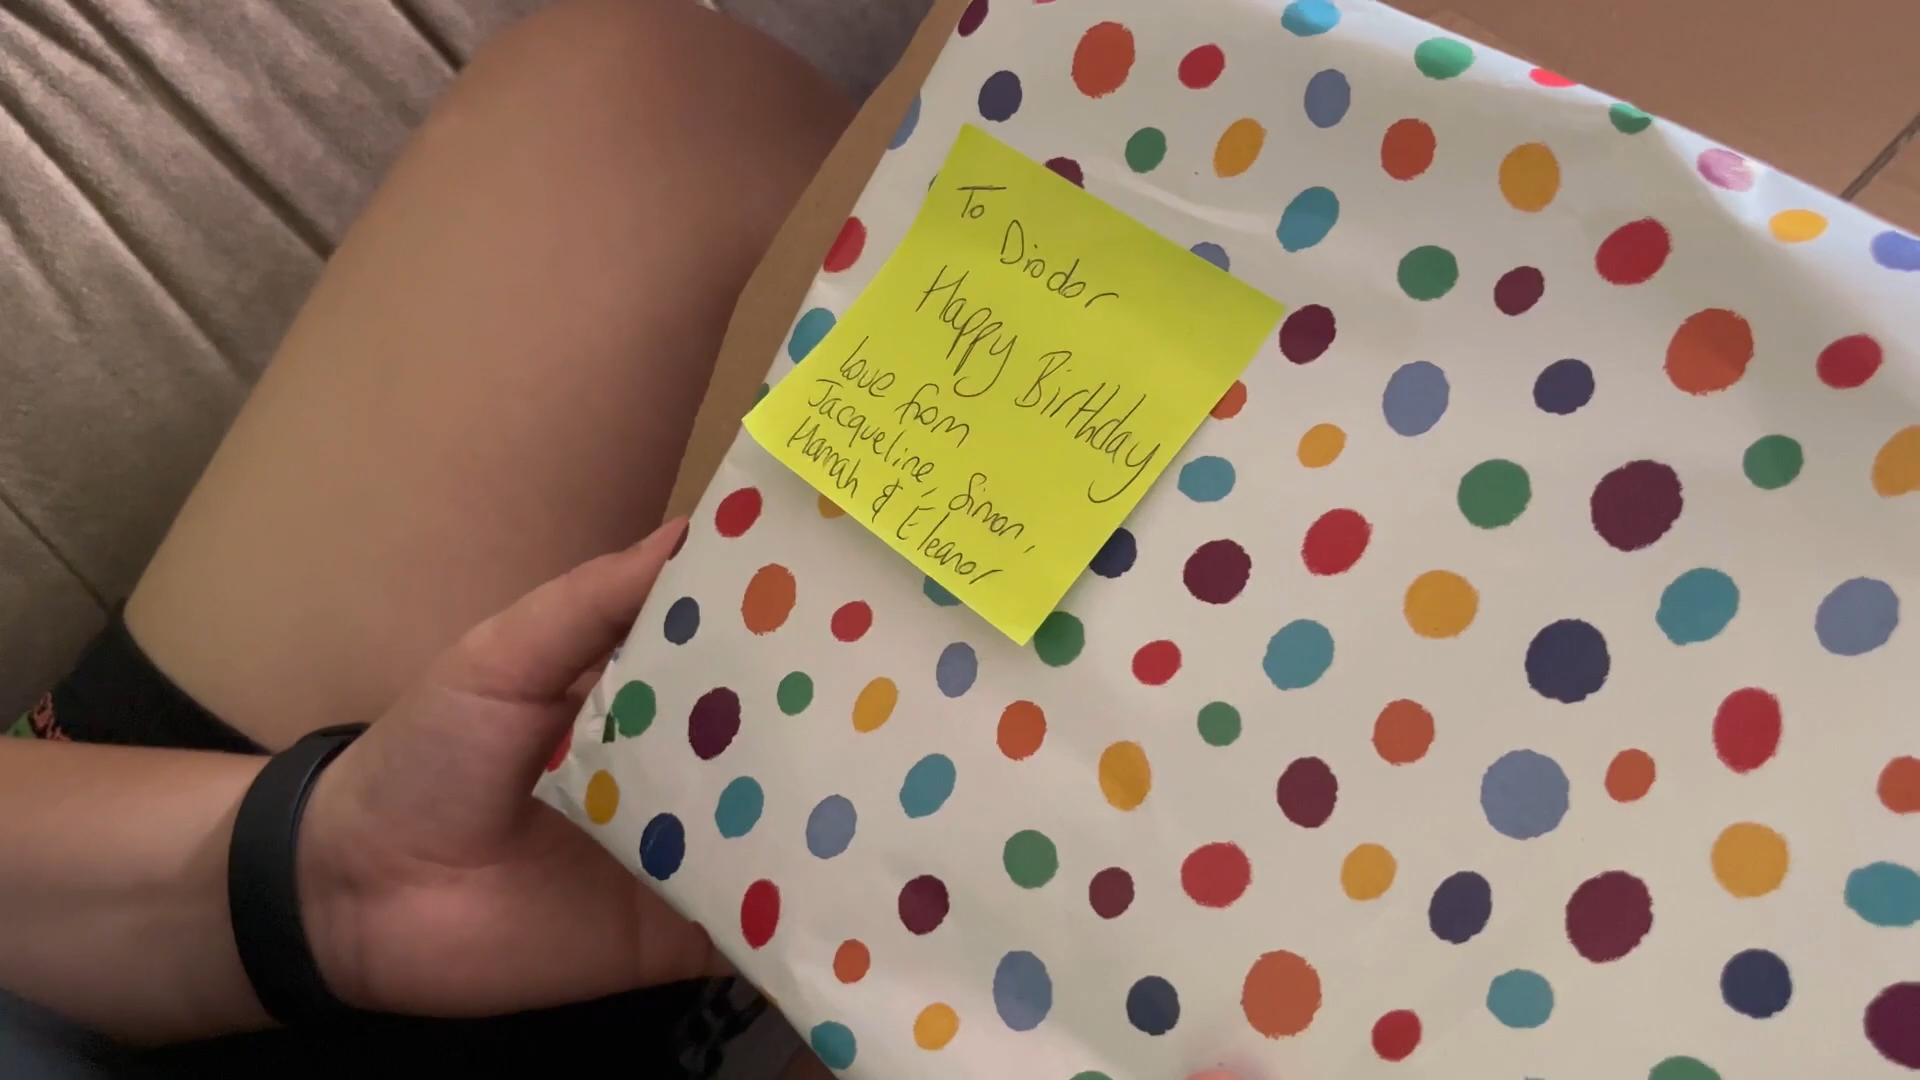 To
Diodor
Happy Birthday
love from
Jacqueline, Simon,
Hannah & Eleanor